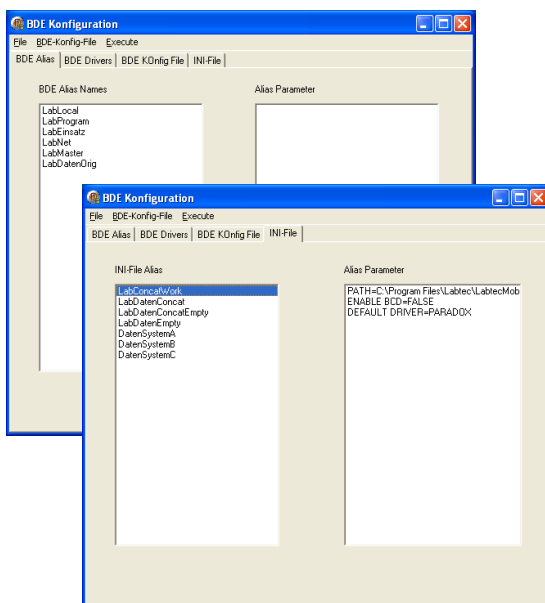 BDE Konfiguration
File BDE-Konfig-File Execute
BDE Alias BDE Drivers BDE KOnfig File INI-File
BDE Alias Names Alias Parameter
LabLocal
LabProgram
LabEinsatz
LabNet
LabMaster
LabDatenOrig
BDE Konfiguration
File BDE-Konfig-File Execute
BDE Alias BDE Drivers BDE KOnfig File INI-File
INI-File Alias Alias Parameter
LabConcatWork
LabDatenConcat
LabDatenConcatEmpty
LabDatenEmpty
DatenSystemA
DatenSystemB
DatenSystemC
PATH=C:\Program Files\Labtec\LabtecMob
ENABLE BCD=FALSE
DEFAULT DRIVER=PARADOX